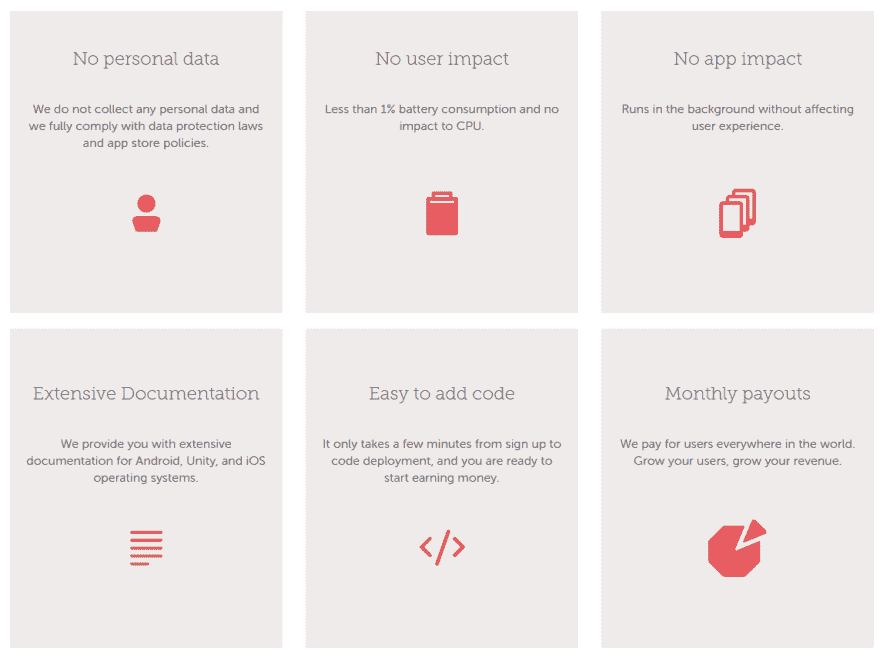 No personal data
We do not collect any personal data and
we fully comply with data protection laws
and app store policies.
No user impact
Less than 1% battery consumption and no
impact to CPU.
No app impact
Runs in the background without affecting
user experience.
Extensive Documentation
We provide you with extensive
documentation for Android, Unity, and iOS
operating systems.
Easy to add code
It only takes a few minutes from sign up to
code deployment, and you are ready to
start earning money.
Monthly payouts
We pay for users everywhere in the world.
Grow your users, grow your revenue.